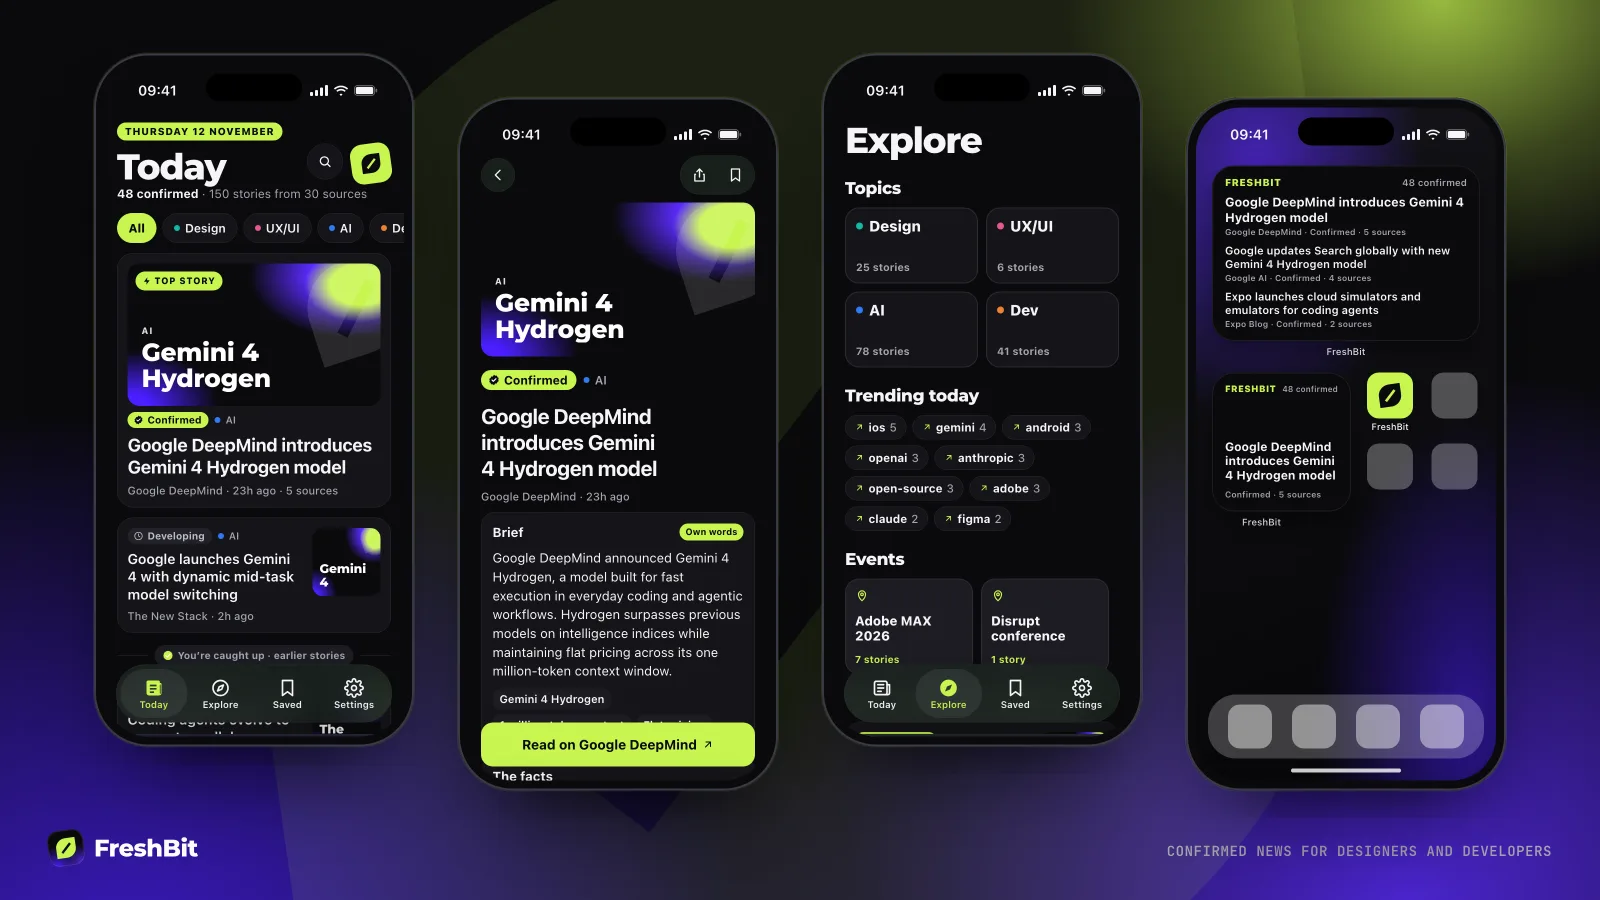 09:41
THURSDAY 12 NOVEMBER
Today
48 confirmed · 150 stories from 30 sources
All
Design
UX/UI
AI
De
TOP STORY
AI
Gemini 4
Hydrogen
Confirmed
AI
Google DeepMind introduces
Gemini 4 Hydrogen model
Google DeepMind · 23h ago · 5 sources
Developing
AI
Google launches Gemini
4 with dynamic mid-task
model switching
The New Stack · 2h ago
Gemini
4
You're caught up · earlier stories
Today
Explore
Saved
Settings
Coding agents evolve to
The
09:41
AI
Gemini 4
Hydrogen
Confirmed
AI
Google DeepMind
introduces Gemini
4 Hydrogen model
Google DeepMind · 23h ago
Brief
Own words
Google DeepMind announced Gemini 4
Hydrogen, a model built for fast
execution in everyday coding and agentic
workflows. Hydrogen surpasses previous
models on intelligence indices while
maintaining flat pricing across its one
million-token context window.
Gemini 4 Hydrogen
Read on Google DeepMind
The facts
09:41
Explore
Topics
Design
25 stories
UX/UI
6 stories
AI
78 stories
Dev
41 stories
Trending today
ios 5
gemini 4
android 3
openai 3
anthropic 3
open-source 3
adobe 3
claude 2
figma 2
Events
Adobe MAX
2026
7 stories
Disrupt
conference
1 story
Today
Explore
Saved
Settings
09:41
FRESHBIT
48 confirmed
Google DeepMind introduces Gemini 4
Hydrogen model
Google DeepMind · Confirmed · 5 sources
Google updates Search globally with new
Gemini 4 Hydrogen model
Google AI · Confirmed · 4 sources
Expo launches cloud simulators and
emulators for coding agents
Expo Blog · Confirmed · 2 sources
FreshBit
FRESHBIT
48 confirmed
Google DeepMind
introduces Gemini
4 Hydrogen model
Confirmed · 5 sources
FreshBit
FreshBit
FreshBit
CONFIRMED NEWS FOR DESIGNERS AND DEVELOPERS